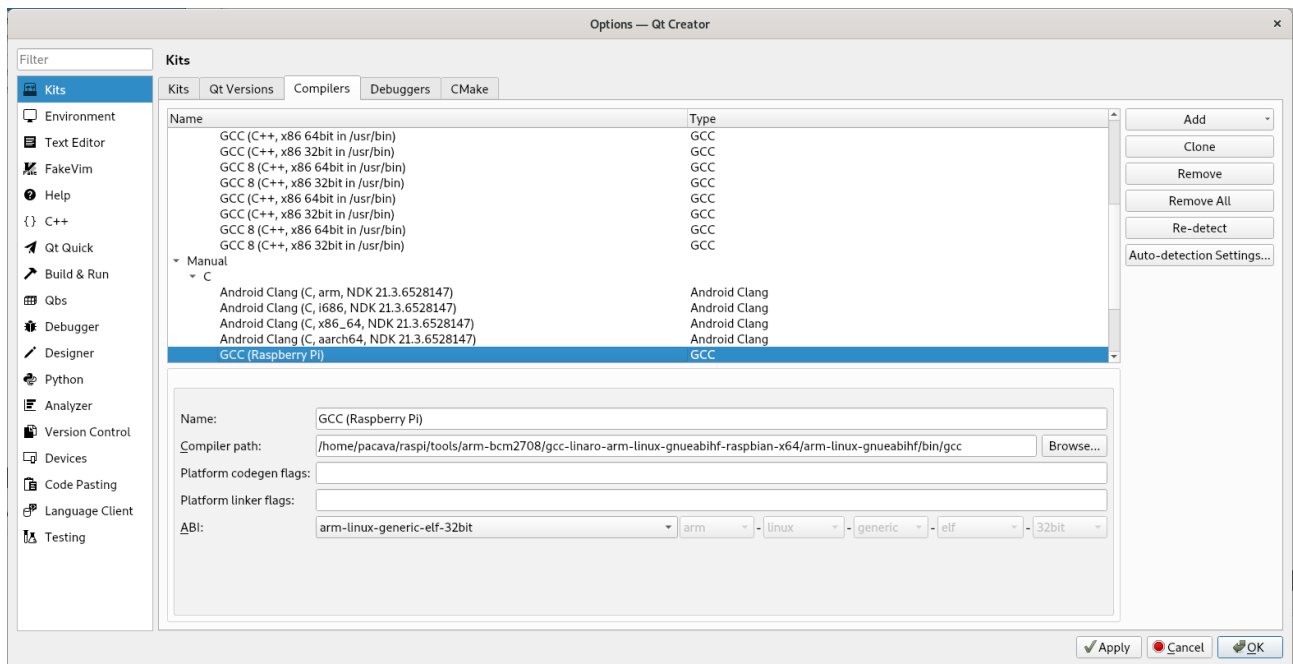 Options — Qt Creator
Filter
Kits
Environment
Text Editor
FakeVim
Help
C++
Qt Quick
Build & Run
Qbs
Debugger
Designer
Python
Analyzer
Version Control
Devices
Code Pasting
Language Client
Testing
Kits
Kits Qt Versions Compilers Debuggers CMake
Name Type
GCC (C++, x86 64bit in /usr/bin) GCC
GCC (C++, x86 32bit in /usr/bin) GCC
GCC 8 (C++, x86 64bit in /usr/bin) GCC
GCC 8 (C++, x86 32bit in /usr/bin) GCC
GCC (C++, x86 64bit in /usr/bin) GCC
GCC (C++, x86 32bit in /usr/bin) GCC
GCC 8 (C++, x86 64bit in /usr/bin) GCC
GCC 8 (C++, x86 32bit in /usr/bin) GCC
Manual
C
Android Clang (C, arm, NDK 21.3.6528147) Android Clang
Android Clang (C, i686, NDK 21.3.6528147) Android Clang
Android Clang (C, x86_64, NDK 21.3.6528147) Android Clang
Android Clang (C, aarch64, NDK 21.3.6528147) Android Clang
GCC (Raspberry Pi) GCC
Add
Clone
Remove
Remove All
Re-detect
Auto-detection Settings...
Name: GCC (Raspberry Pi)
Compiler path: /home/pacava/raspi/tools/arm-bcm2708/gcc-linaro-arm-linux-gnueabihf-raspbian-x64/arm-linux-gnueabihf/bin/gcc Browse...
Platform codegen flags:
Platform linker flags:
ABI: arm-linux-generic-elf-32bit arm - linux - generic - elf - 32bit
Apply Cancel OK